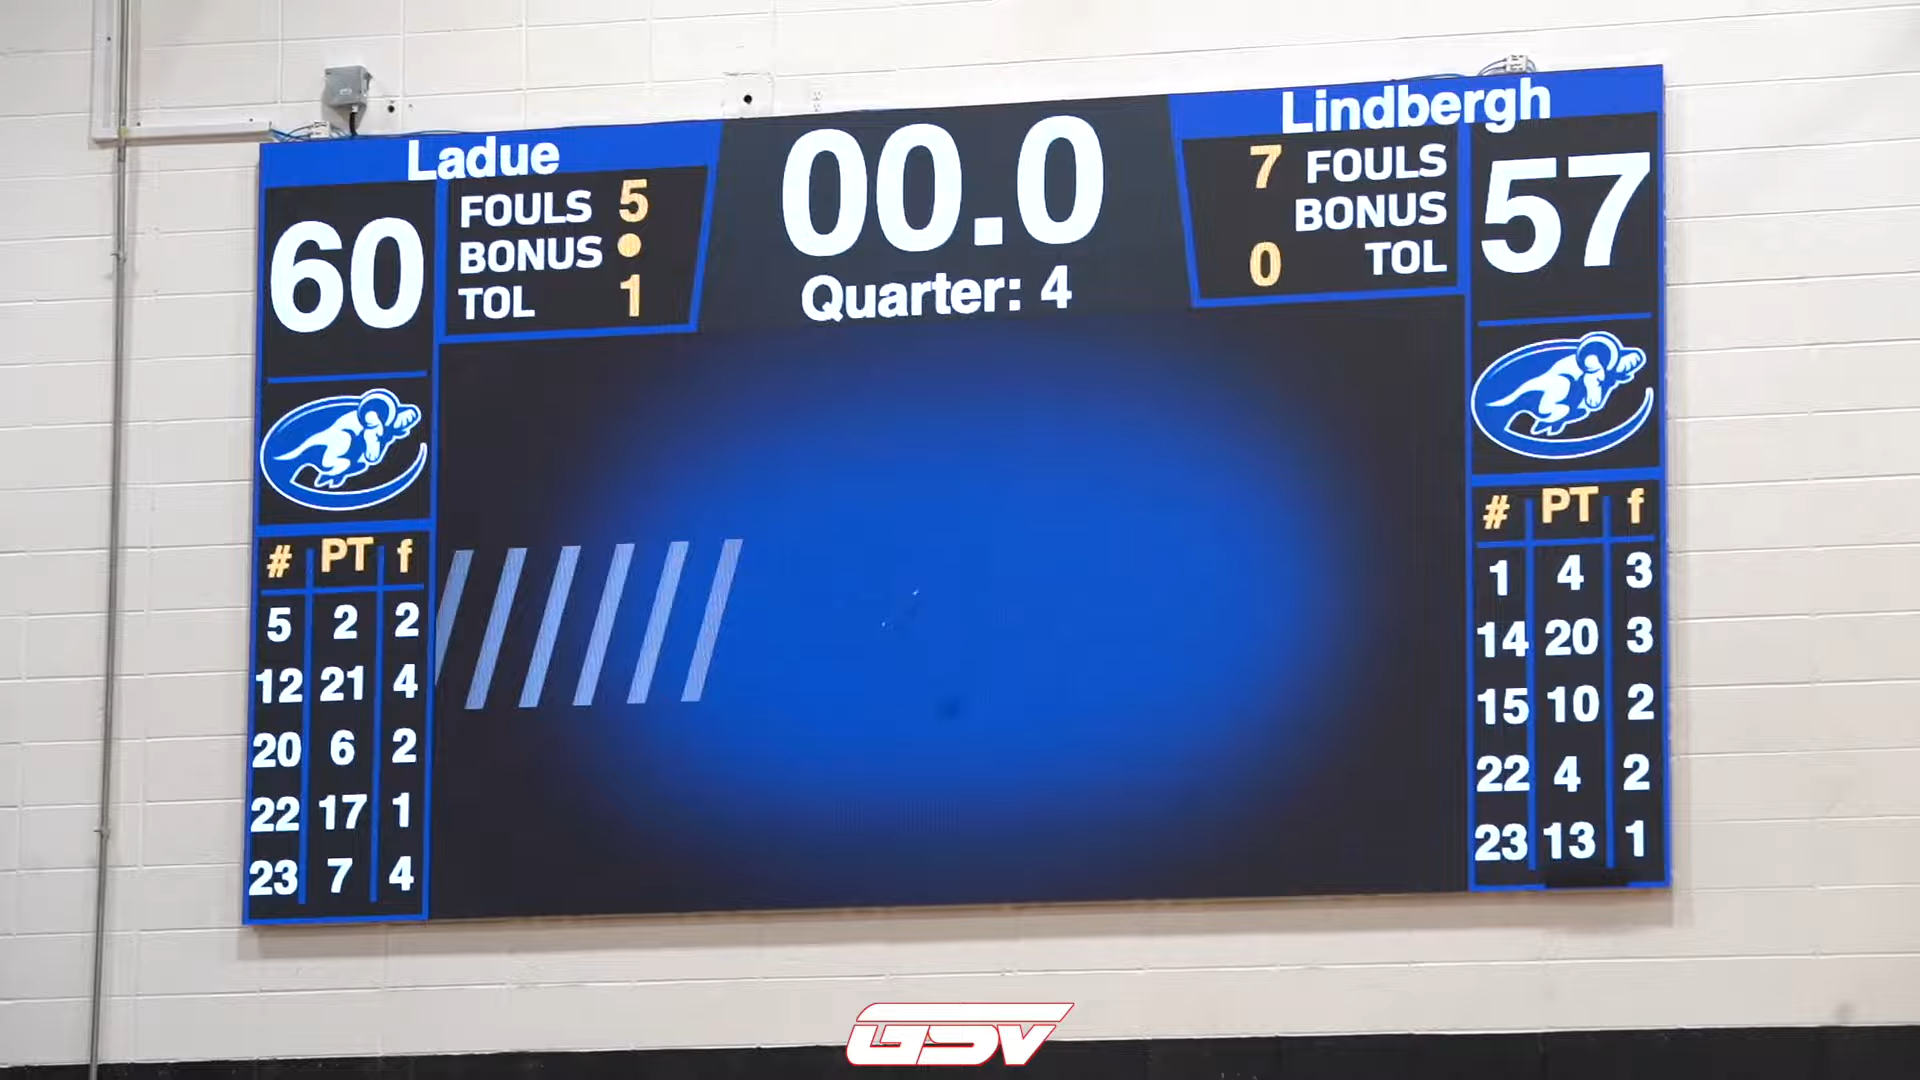 Ladue
60
FOULS 5
BONUS
TOL 1
00.0
Quarter: 4
Lindbergh
7 FOULS
BONUS
0 TOL
57
# PT f
5 2 2
12 21 4
20 6 2
22 17 1
23 7 4
# PT f
1 4 3
14 20 3
15 10 2
22 4 2
23 13 1
GSV